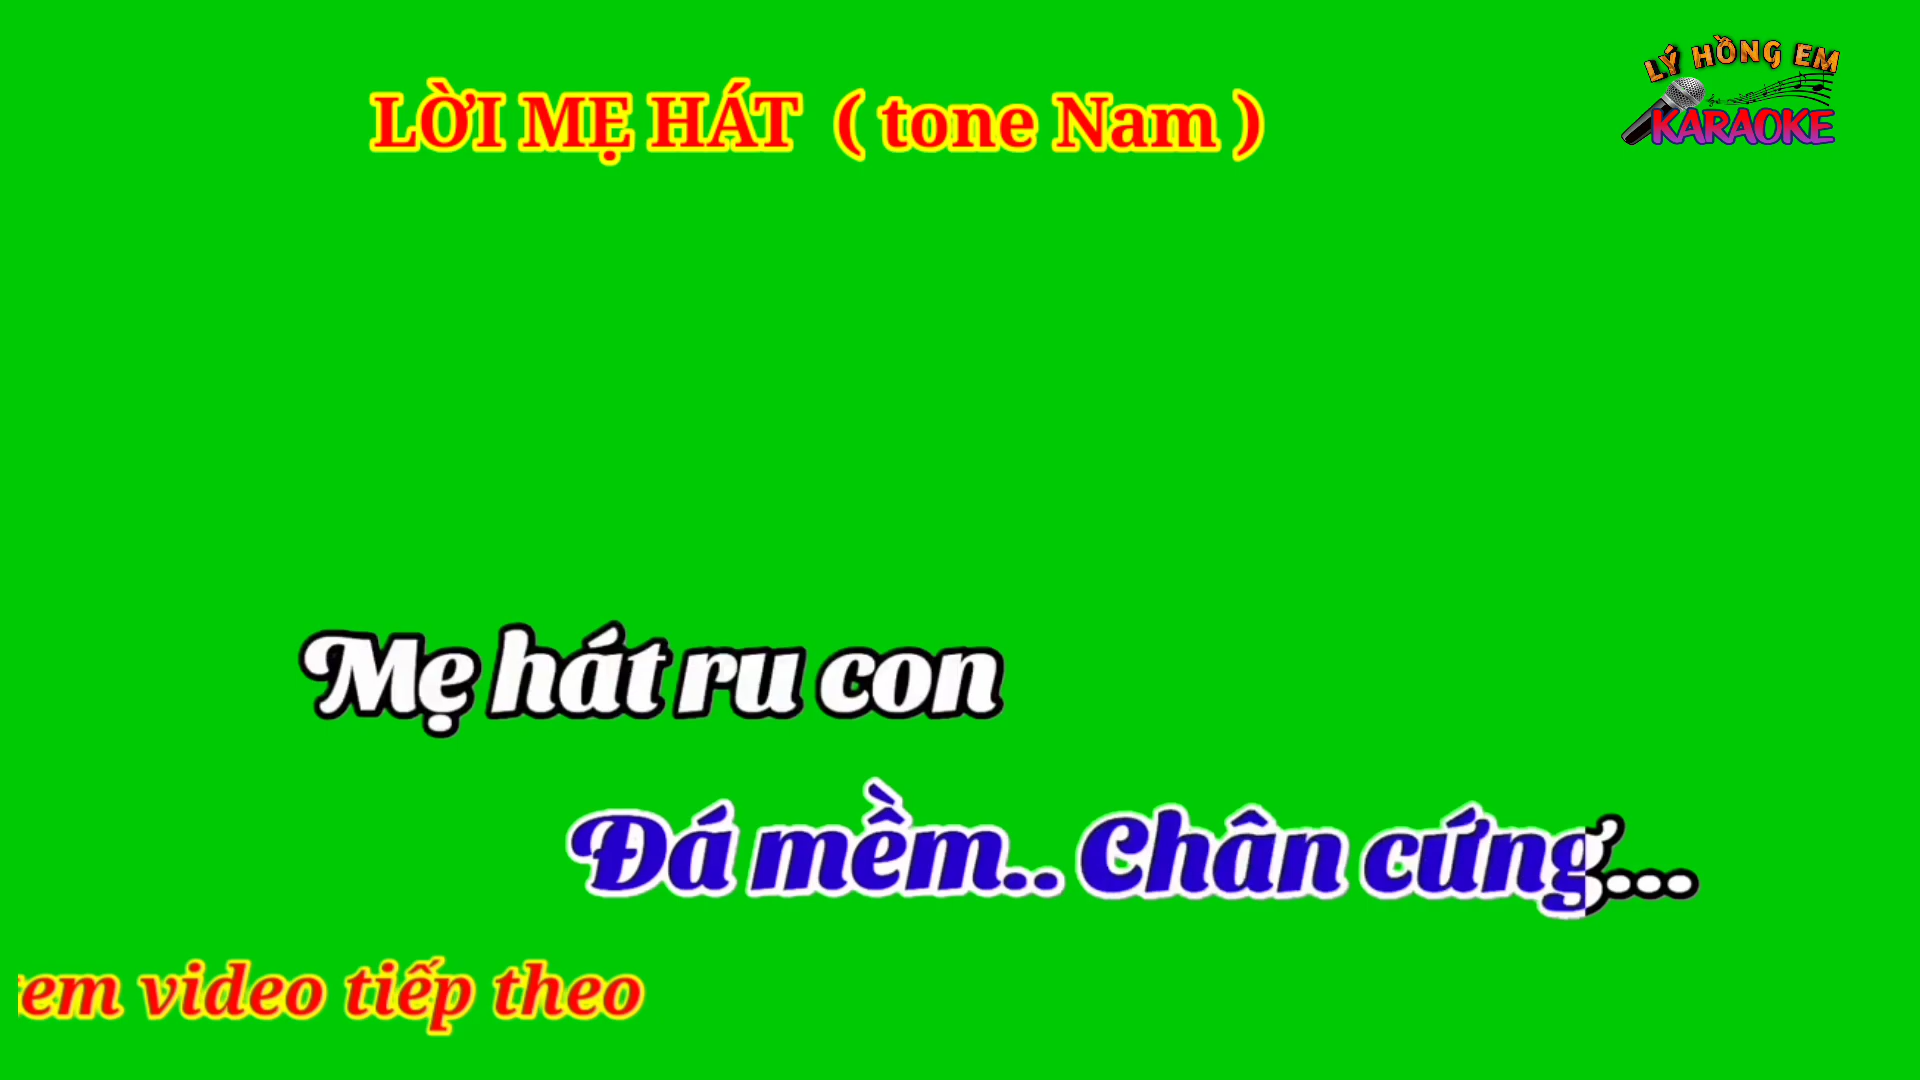 LÝ HỒNG EM
KARAOKE
LỜI MẸ HÁT ( tone Nam )
Mẹ hát ru con
Đá mềm.. Chân cứng...
video tiếp theo